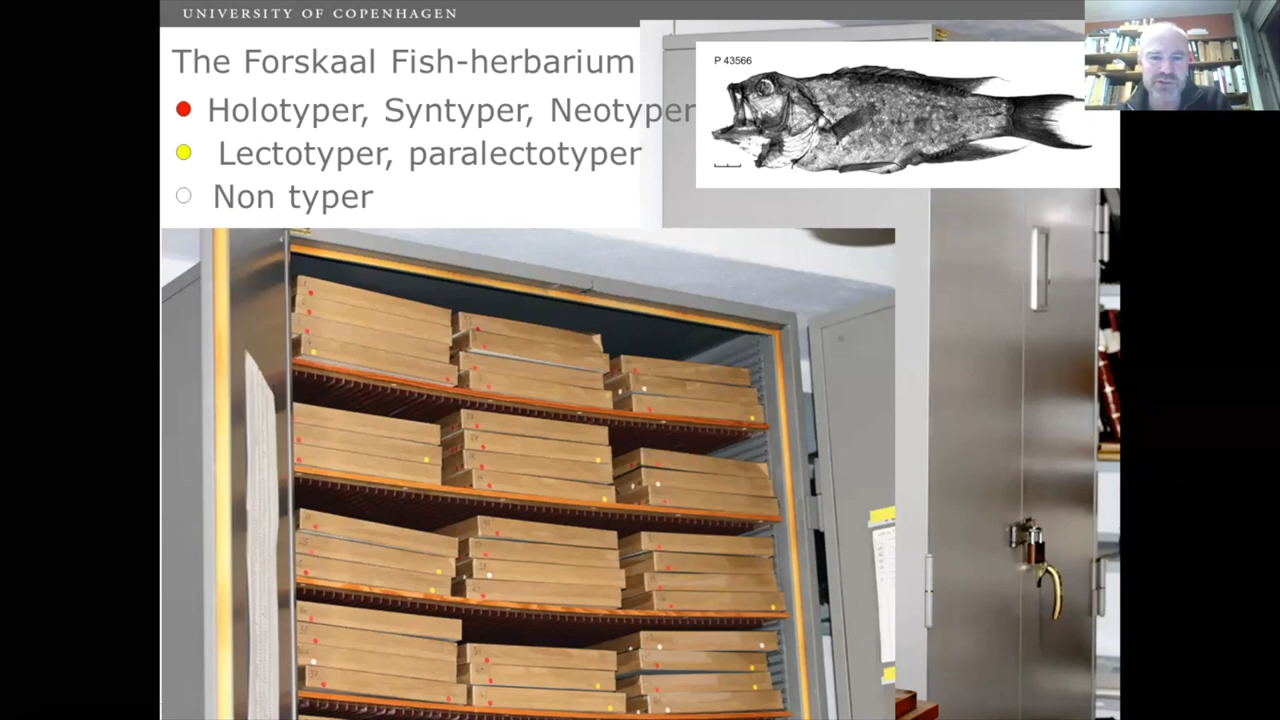 UNIVERSITY OF COPENHAGEN
The Forskaal Fish-herbarium
Holotyper, Syntyper, Neotyper
Lectotyper, paralectotyper
Non typer
P 43566